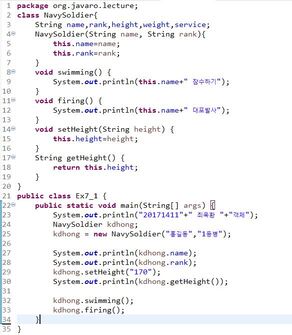 1 package org.javaro.lecture;
2 class NavySoldier{
3 String name,rank,height,weight,service;
4 NavySoldier(String name, String rank){
5 this.name=name;
6 this.rank=rank;
7 }
8 void swimming() {
9 System.out.println(this.name+" 잠수하기");
10 }
11 void firing() {
12 System.out.println(this.name+" 대포발사");
13 }
14 void setHeight(String height) {
15 this.height=height;
16 }
17 String getHeight() {
18 return this.height;
19 }
20 }
21 public class Ex7_1 {
22 public static void main(String[] args) {
23 System.out.println("20171411"+" 최욱환 "+"객체");
24 NavySoldier kdhong;
25 kdhong = new NavySoldier("홍길동","1등병");
26
27 System.out.println(kdhong.name);
28 System.out.println(kdhong.rank);
29 kdhong.setHeight("170");
30 System.out.println(kdhong.getHeight());
31
32 kdhong.swimming();
33 kdhong.firing();
34 }
35 }